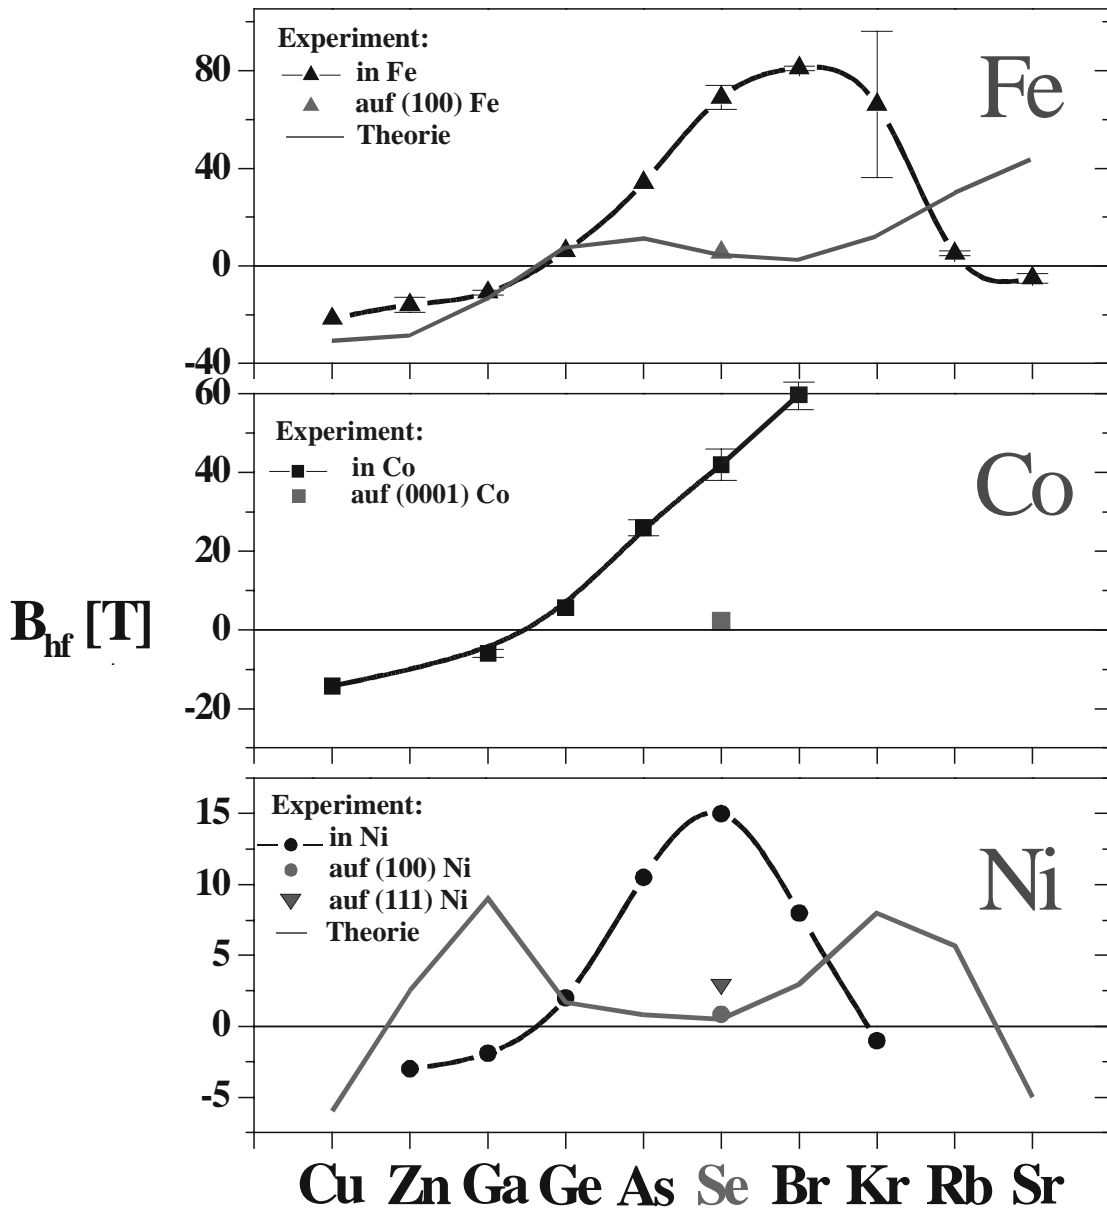 Experiment:
in Fe
auf (100) Fe
Theorie
Fe
80
40
0
-40
Experiment:
in Co
auf (0001) Co
Co
60
40
20
0
-20
B_hf [T]
Experiment:
in Ni
auf (100) Ni
auf (111) Ni
Theorie
Ni
15
10
5
0
-5
Cu Zn Ga Ge As Se Br Kr Rb Sr